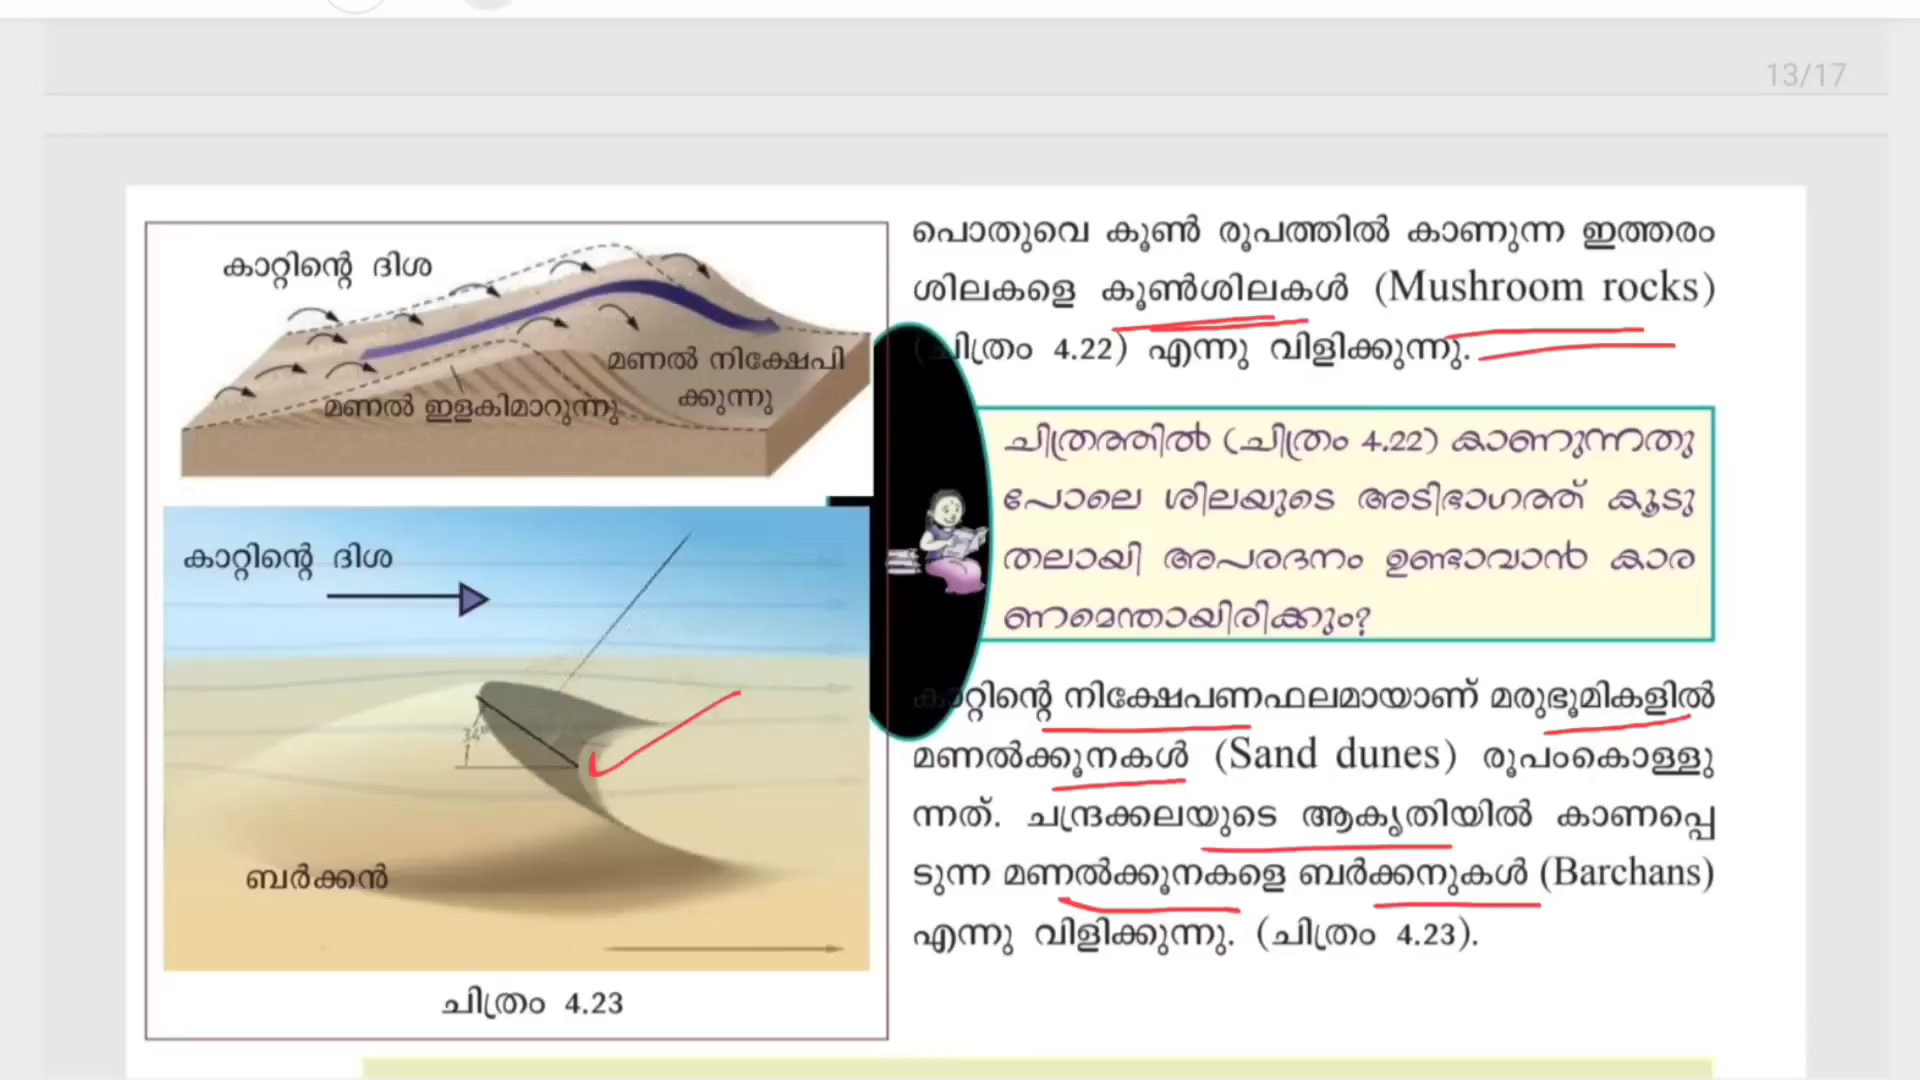 13/17
കാറ്റിന്റെ ദിശ
മണൽ നിക്ഷേപി
ക്കുന്നു
മണൽ ഇളകിമാറുന്നു
കാറ്റിന്റെ ദിശ
34°
ബർക്കൻ
ചിത്രം 4.23
പൊതുവെ കൂൺ രൂപത്തിൽ കാണുന്ന ഇത്തരം
ശിലകളെ കൂൺശിലകൾ (Mushroom rocks)
(ചിത്രം 4.22) എന്നു വിളിക്കുന്നു.
ചിത്രത്തിൽ (ചിത്രം 4.22) കാണുന്നതു
പോലെ ശിലയുടെ അടിഭാഗത്ത് കൂടു
തലായി അപരദനം ഉണ്ടാവാൻ കാര
ണമെന്തായിരിക്കും?
കാറ്റിന്റെ നിക്ഷേപണഫലമായാണ് മരുഭൂമികളിൽ
മണൽക്കൂനകൾ (Sand dunes) രൂപംകൊള്ളു
ന്നത്. ചന്ദ്രക്കലയുടെ ആകൃതിയിൽ കാണപ്പെ
ടുന്ന മണൽക്കൂനകളെ ബർക്കനുകൾ (Barchans)
എന്നു വിളിക്കുന്നു. (ചിത്രം 4.23).